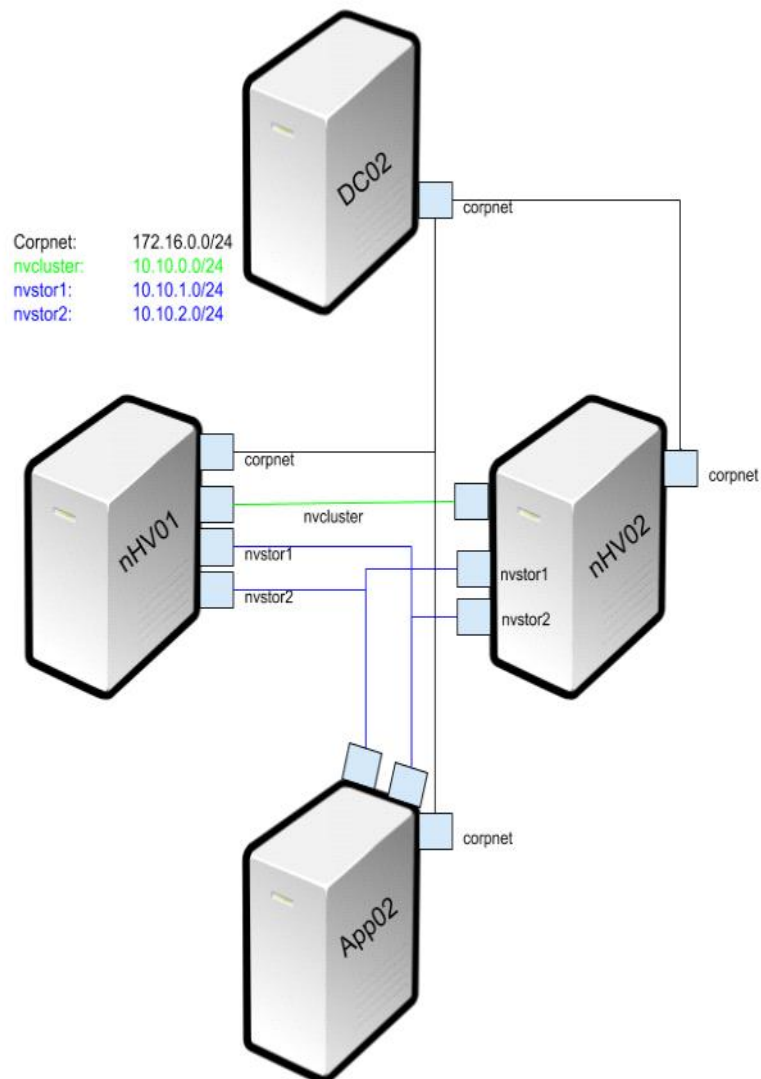 DC02
corpnet
Corpnet: 172.16.0.0/24
nvcluster: 10.10.0.0/24
nvstor1: 10.10.1.0/24
nvstor2: 10.10.2.0/24
nHV01
corpnet
nvcluster
nvstor1
nvstor2
nHV02
corpnet
nvstor1
nvstor2
App02
corpnet